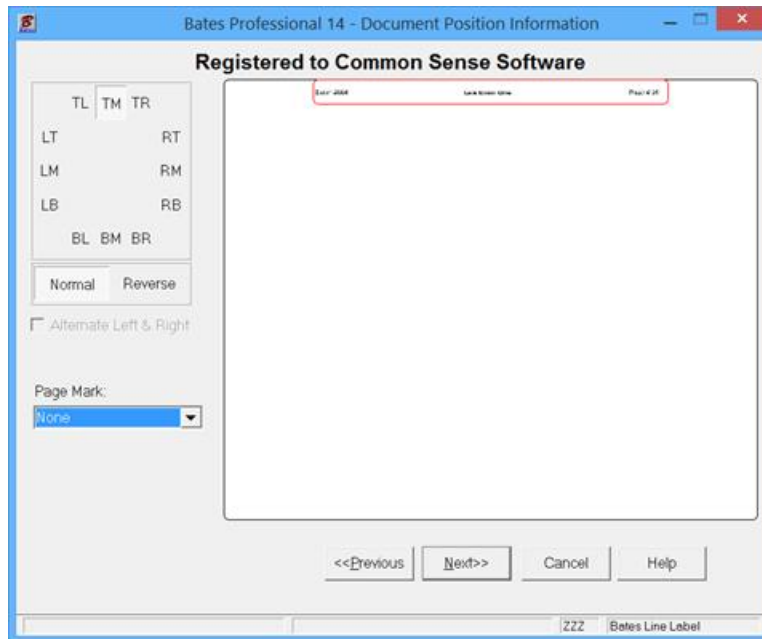 Bates Professional 14 - Document Position Information
Registered to Common Sense Software
TL TM TR
LT RT
LM RM
LB RB
BL BM BR
Normal Reverse
Alternate Left & Right
Page Mark:
None
<<Previous Next>> Cancel Help
ZZZ Bates Line Label